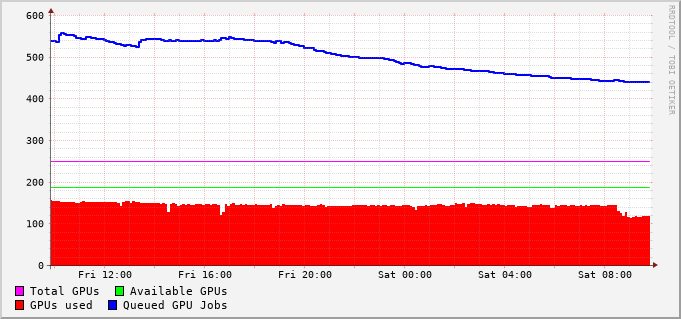 RRDTOOL / TOBI OETIKER
600
500
400
300
200
100
0
Fri 12:00 Fri 16:00 Fri 20:00 Sat 00:00 Sat 04:00 Sat 08:00
Total GPUs Available GPUs
GPUs used Queued GPU Jobs